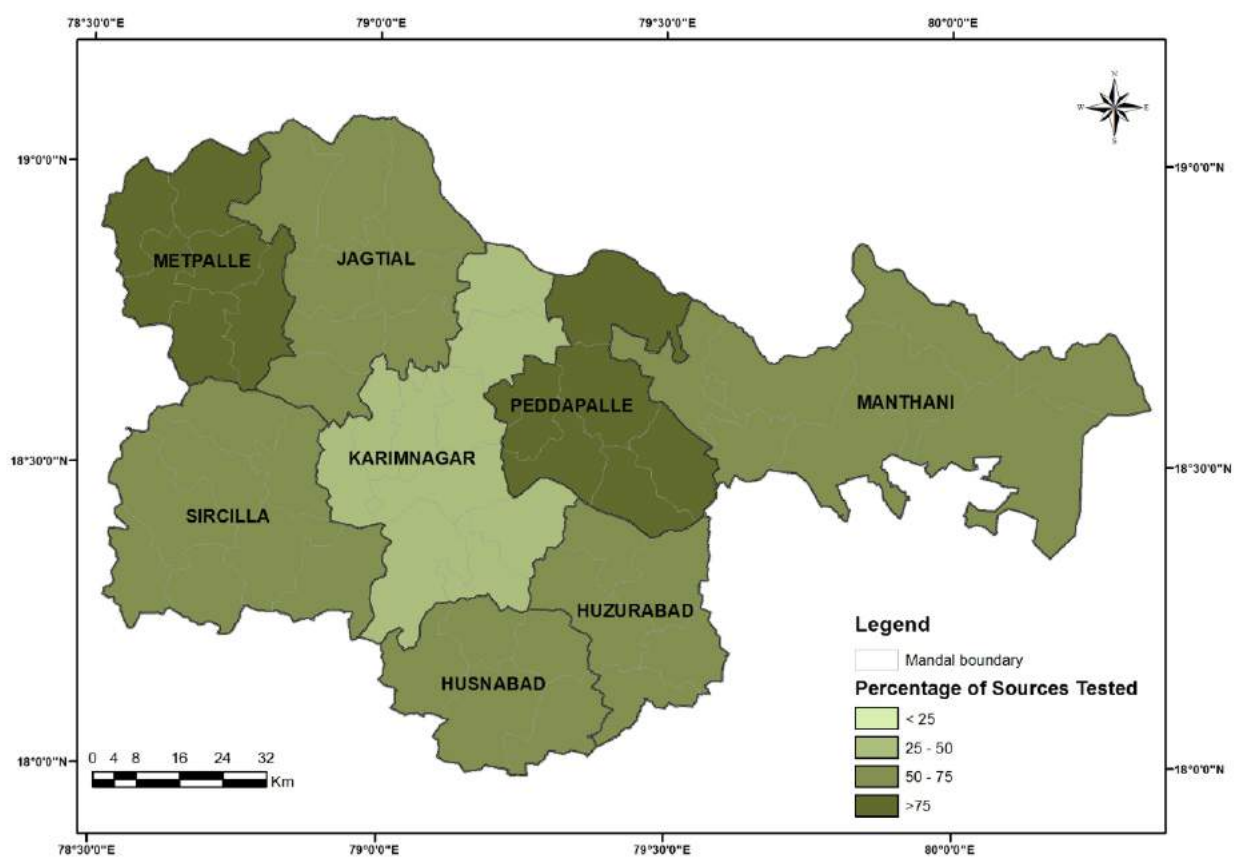 78°30'0"E 79°0'0"E 79°30'0"E 80°0'0"E
N
W E
S
19°0'0"N 19°0'0"N
METPALLE JAGTIAL
PEDDAPALLE MANTHANI
KARIMNAGAR
18°30'0"N 18°30'0"N
SIRCILLA
HUZURABAD
HUSNABAD
Legend
Mandal boundary
Percentage of Sources Tested
< 25
25 - 50
50 - 75
>75
0 4 8 16 24 32
Km
18°0'0"N 18°0'0"N
78°30'0"E 79°0'0"E 79°30'0"E 80°0'0"E